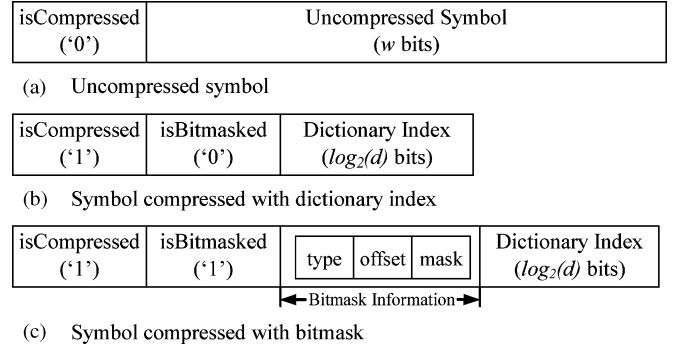 isCompressed Uncompressed Symbol
(‘0’) (w bits)
(a) Uncompressed symbol
isCompressed isBitmasked Dictionary Index
(‘1’) (‘0’) (log₂(d) bits)
(b) Symbol compressed with dictionary index
isCompressed isBitmasked Dictionary Index
type offset mask
(‘1’) (‘1’) (log₂(d) bits)
Bitmask Information
(c) Symbol compressed with bitmask